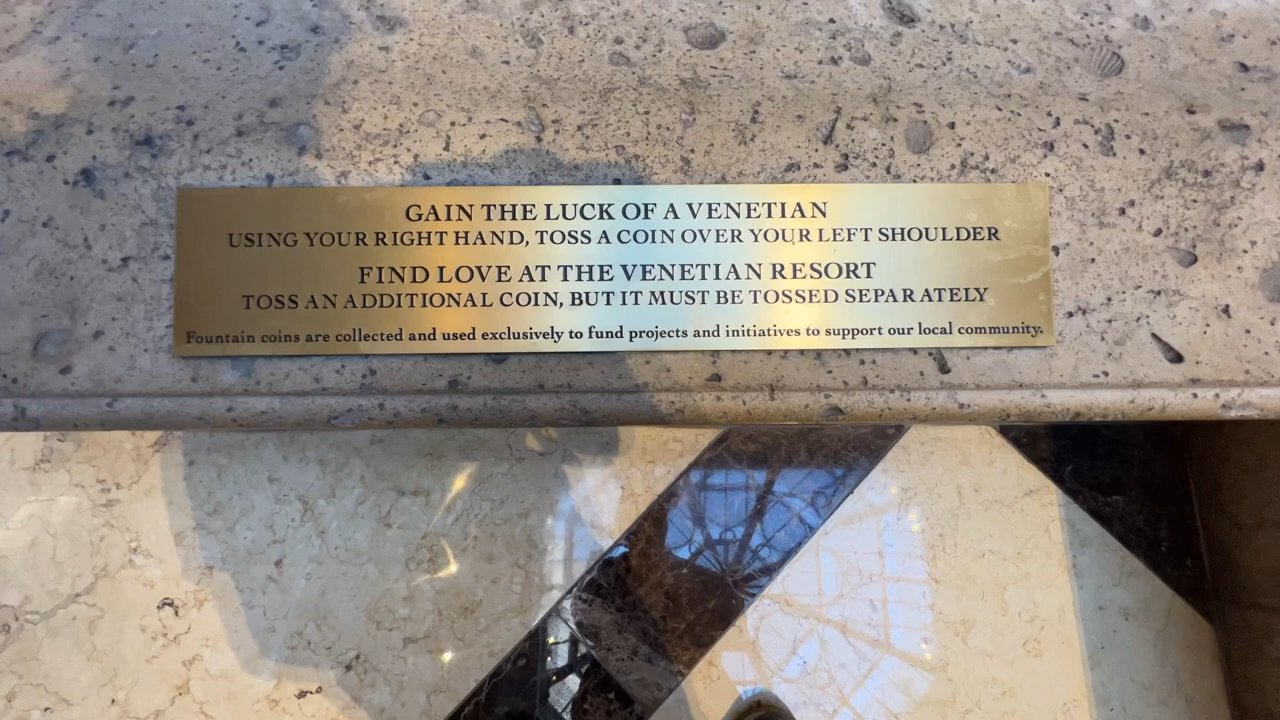 GAIN THE LUCK OF A VENETIAN
USING YOUR RIGHT HAND, TOSS A COIN OVER YOUR LEFT SHOULDER
FIND LOVE AT THE VENETIAN RESORT
TOSS AN ADDITIONAL COIN, BUT IT MUST BE TOSSED SEPARATELY
Fountain coins are collected and used exclusively to fund projects and initiatives to support our local community.